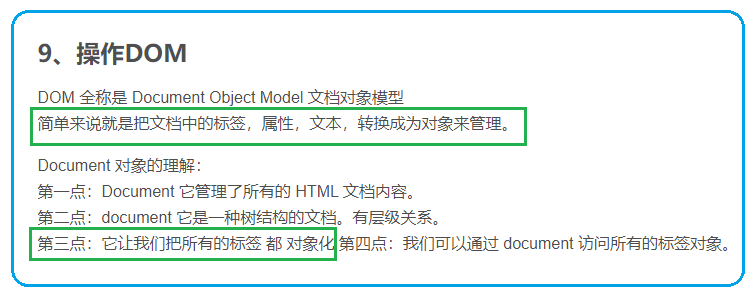 9、操作DOM
DOM 全称是 Document Object Model 文档对象模型
简单来说就是把文档中的标签，属性，文本，转换成为对象来管理。
Document 对象的理解：
第一点：Document 它管理了所有的 HTML 文档内容。
第二点：document 它是一种树结构的文档。有层级关系。
第三点：它让我们把所有的标签 都 对象化 第四点：我们可以通过 document 访问所有的标签对象。